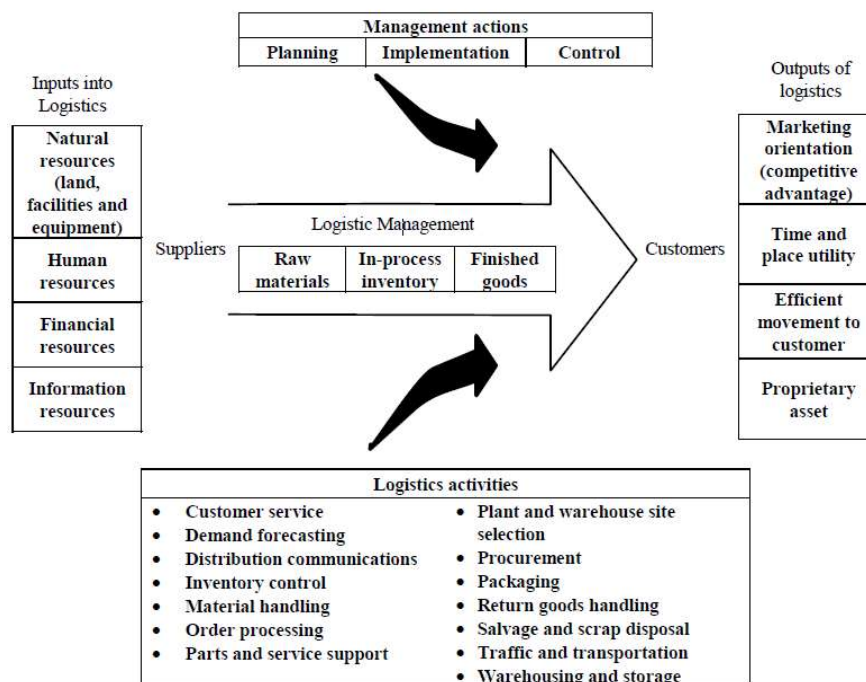 Management actions
Planning
Implementation
Control
Inputs into
Logistics
Natural
resources
(land,
facilities and
equipment)
Human
resources
Financial
resources
Information
resources
Suppliers
Logistic Management
Raw
materials
In-process
inventory
Finished
goods
Customers
Outputs of
logistics
Marketing
orientation
(competitive
advantage)
Time and
place utility
Efficient
movement to
customer
Proprietary
asset
Logistics activities
• Customer service
• Demand forecasting
• Distribution communications
• Inventory control
• Material handling
• Order processing
• Parts and service support
• Plant and warehouse site
selection
• Procurement
• Packaging
• Return goods handling
• Salvage and scrap disposal
• Traffic and transportation
• Warehousing and storage